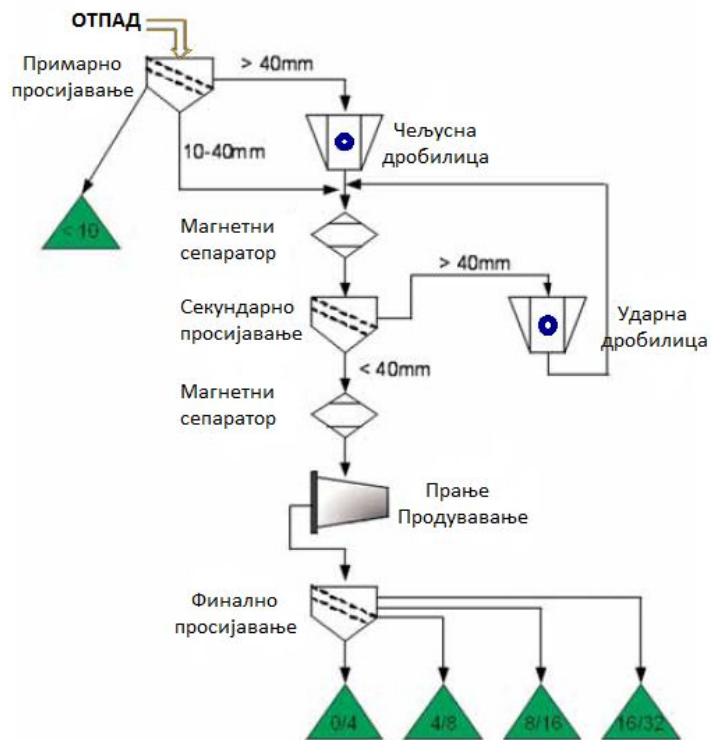 ОТПАД
Примарно
просијавање
> 40mm
10-40mm
Чељусна
дробилица
< 10
Магнетни
сепаратор
> 40mm
Секундарно
просијавање
Ударна
дробилица
< 40mm
Магнетни
сепаратор
Прање
Продувавање
Финално
просијавање
0/4
4/8
8/16
16/32